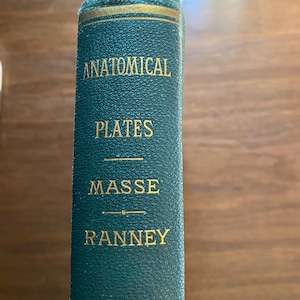 ANATOMICAL
PLATES
MASSE
RANNEY